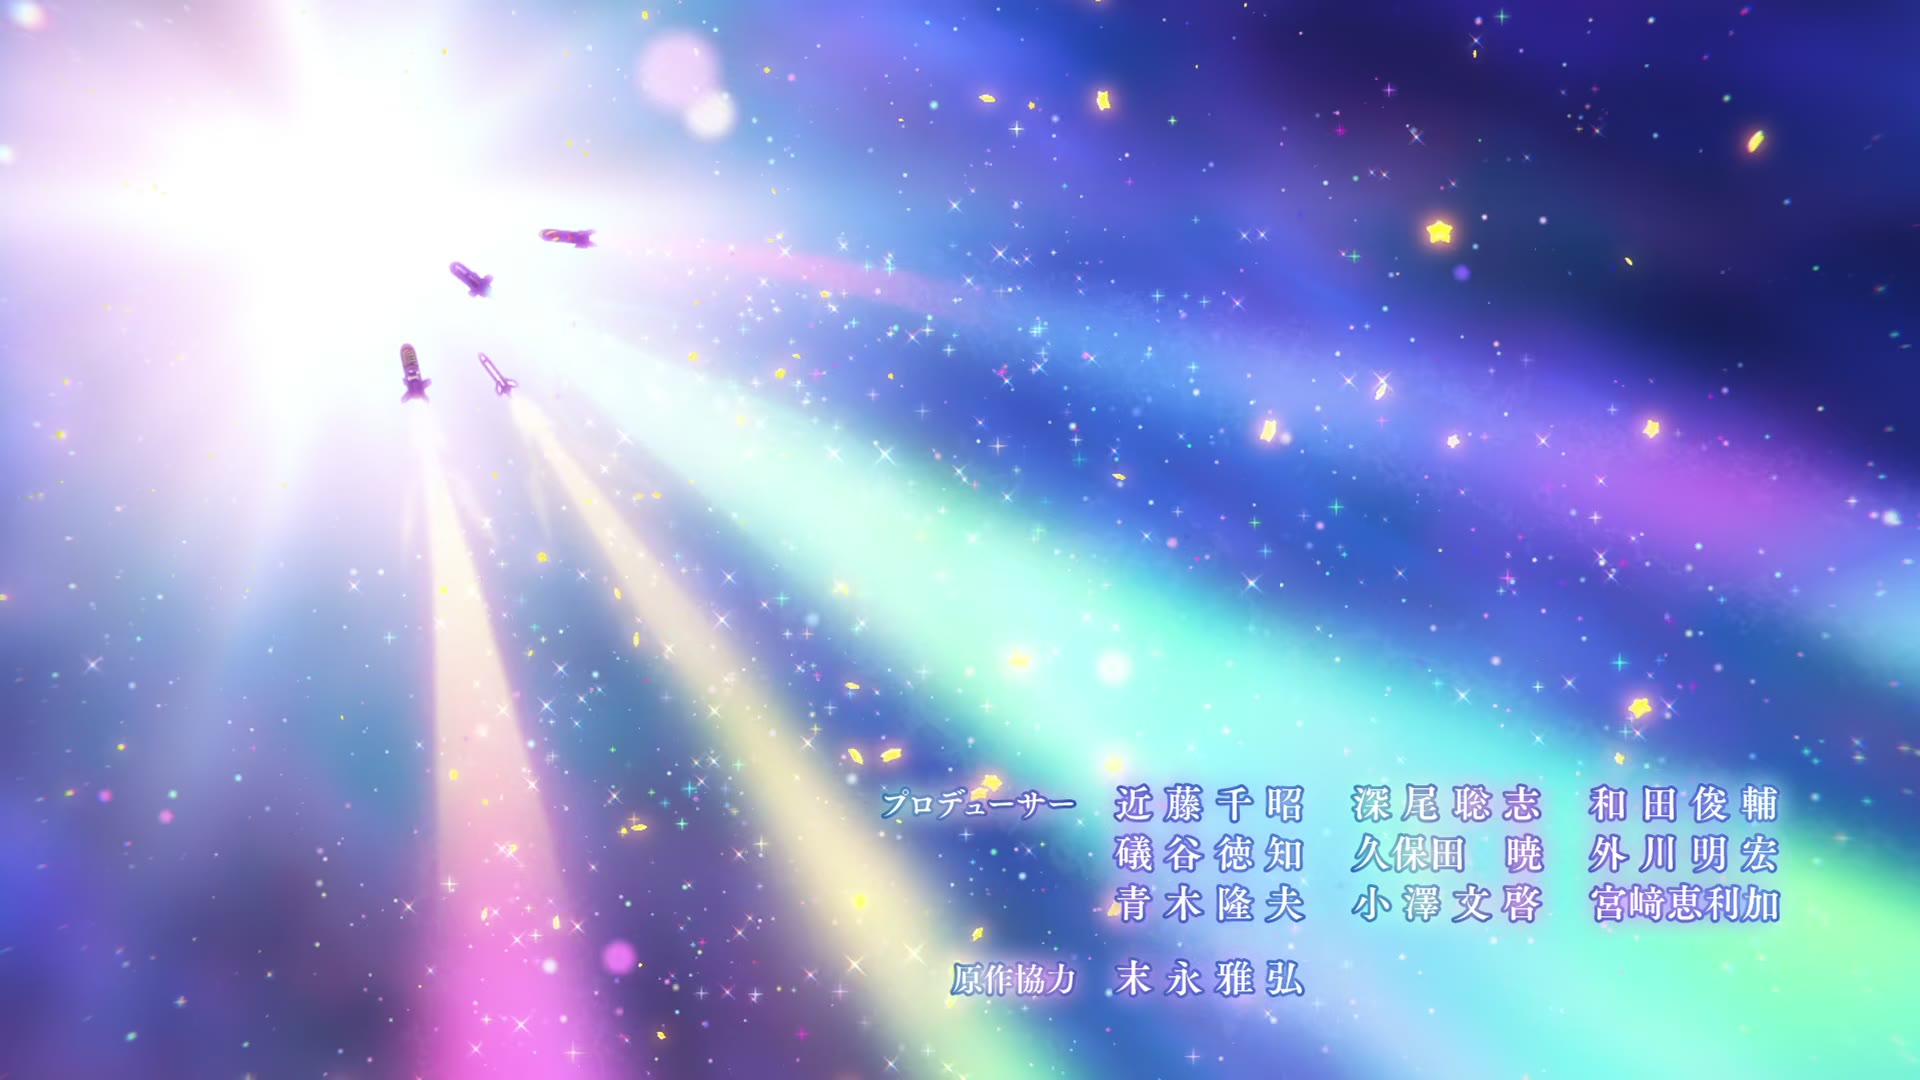 プロデューサー 近藤千昭 深尾聡志 和田俊輔
礒谷徳知 久保田 暁 外川明宏
青木隆夫 小澤文啓 宮﨑恵利加
原作協力 末永雅弘